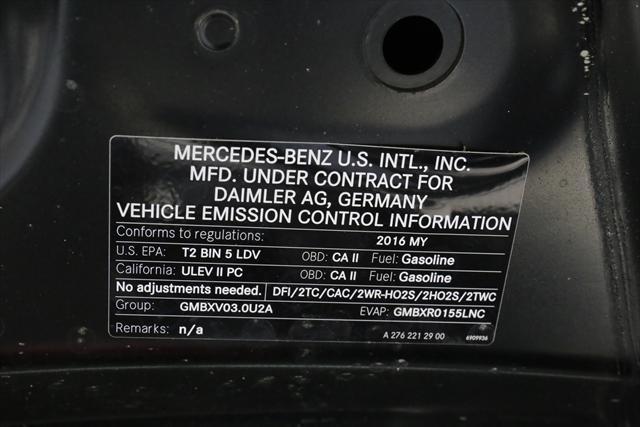 MERCEDES-BENZ U.S. INTL., INC.
MFD. UNDER CONTRACT FOR
DAIMLER AG, GERMANY
VEHICLE EMISSION CONTROL INFORMATION
Conforms to regulations: 2016 MY
U.S. EPA: T2 BIN 5 LDV OBD: CA II Fuel: Gasoline
California: ULEV II PC OBD: CA II Fuel: Gasoline
No adjustments needed. DFI/2TC/CAC/2WR-HO2S/2HO2S/2TWC
Group: GMBXV03.0U2A EVAP: GMBXR0155LNC
Remarks: n/a A 276 221 29 00 6909936